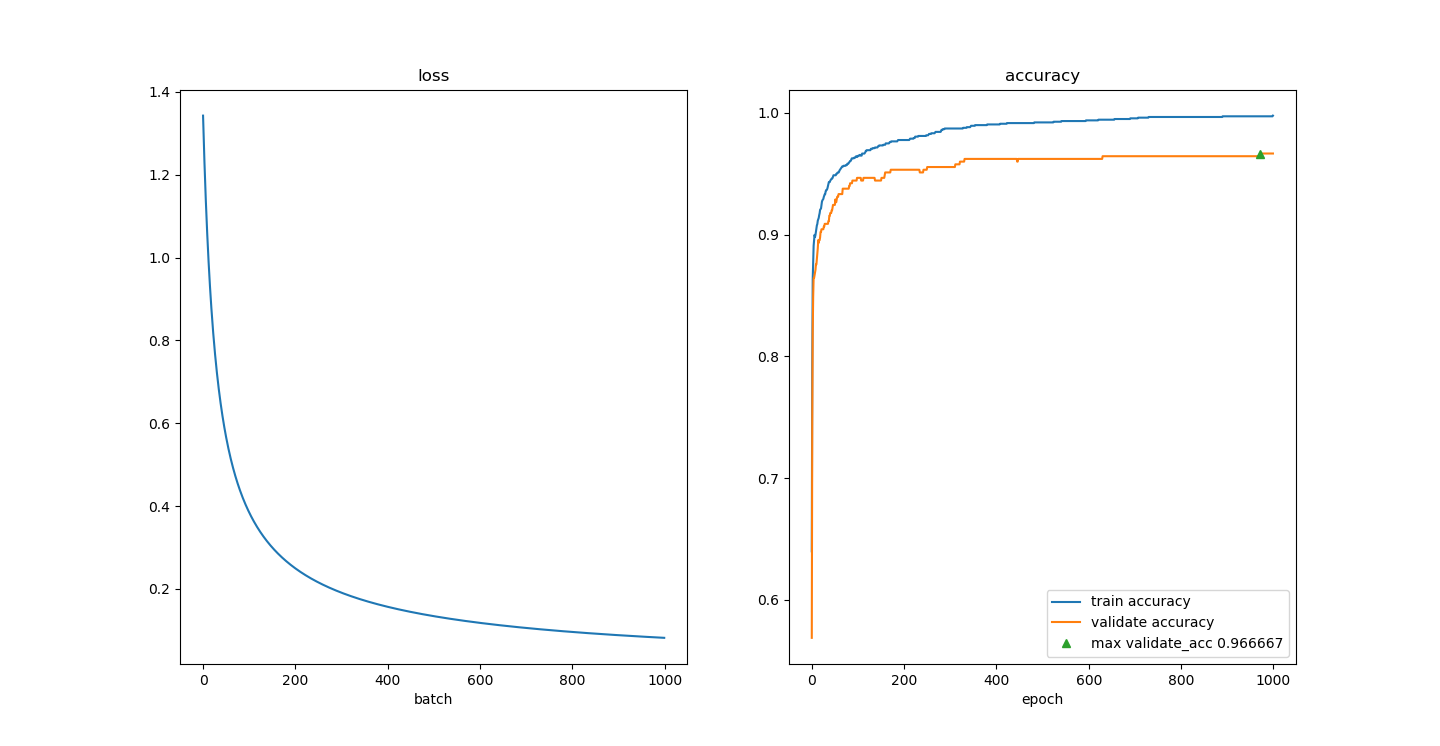 loss
1.4
1.2
1.0
0.8
0.6
0.4
0.2
0 200 400 600 800 1000
batch
accuracy
1.0
0.9
0.8
0.7
0.6
train accuracy
validate accuracy
max validate_acc 0.966667
0 200 400 600 800 1000
epoch